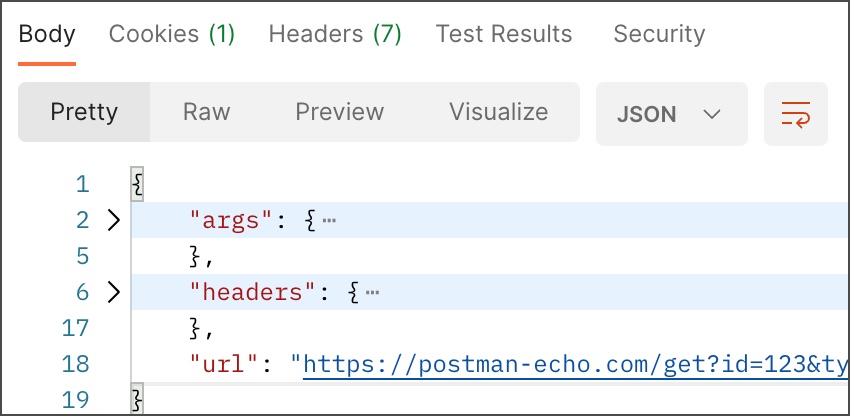 Body Cookies (1) Headers (7) Test Results Security
Pretty Raw Preview Visualize JSON
1 {
2 "args": { ⋯
5 },
6 "headers": { ⋯
17 },
18 "url": "https://postman-echo.com/get?id=123&ty
19 }